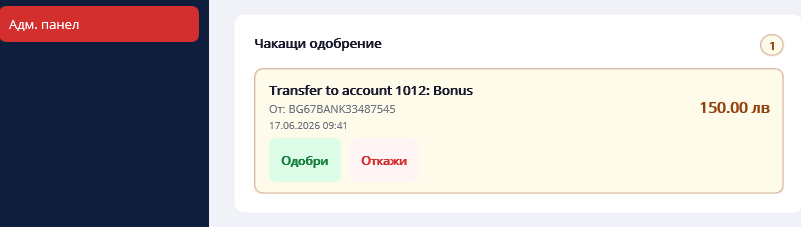 Адм. панел
Чакащи одобрение
1
Transfer to account 1012: Bonus
От: BG67BANK33487545
150.00 лв
17.06.2026 09:41
Одобри
Откажи